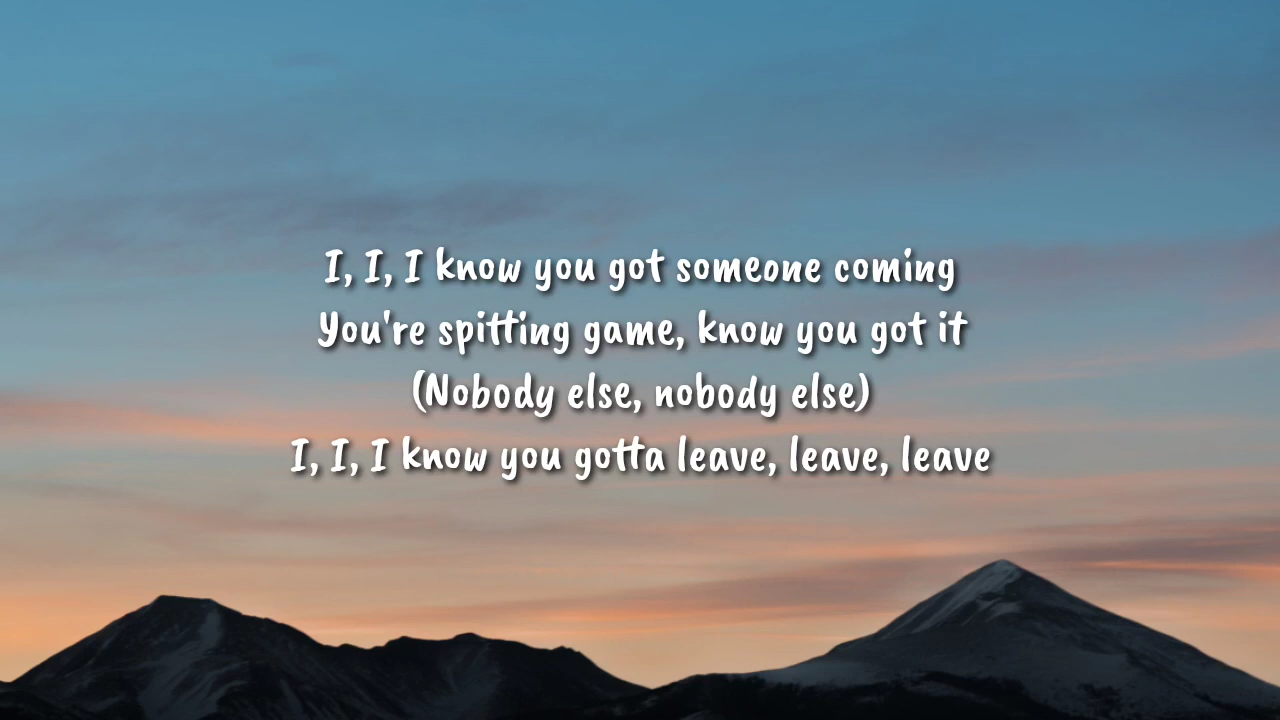 I, I, I know you got someone coming
You're spitting game, know you got it
(Nobody else, nobody else)
I, I, I know you gotta leave, leave, leave